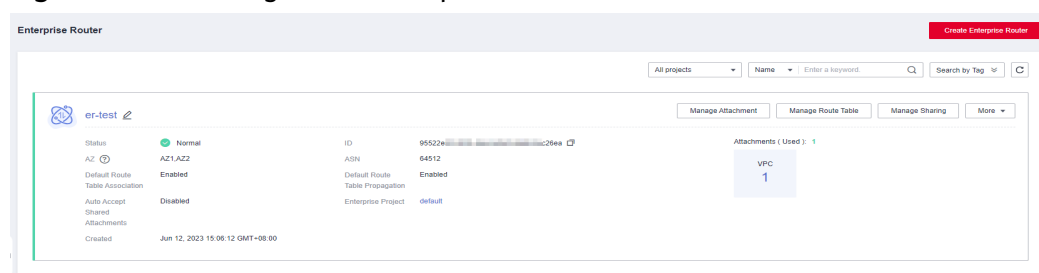 Enterprise Router
Create Enterprise Router
All projects
Name
Enter a keyword.
Search by Tag
er-test
Manage Attachment
Manage Route Table
Manage Sharing
More
Status
Normal
ID
95522e
c26ea
Attachments ( Used ): 1
AZ
AZ1,AZ2
ASN
64512
VPC
1
Default Route
Table Association
Enabled
Default Route
Table Propagation
Enabled
Auto Accept
Shared
Attachments
Disabled
Enterprise Project
default
Created
Jun 12, 2023 15:06:12 GMT+08:00